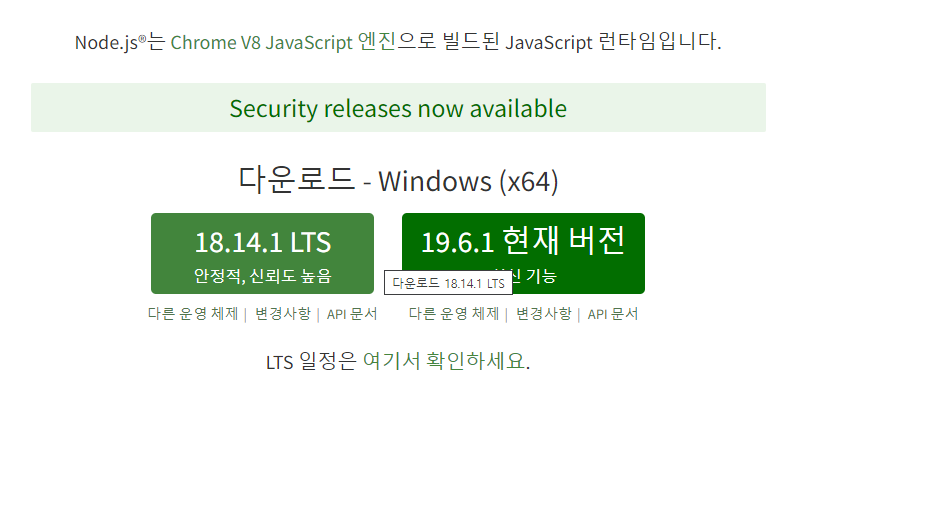 Node.js®는 Chrome V8 JavaScript 엔진으로 빌드된 JavaScript 런타임입니다.
Security releases now available
다운로드 - Windows (x64)
18.14.1 LTS
안정적, 신뢰도 높음
19.6.1 현재 버전
기능
다운로드 18.14.1 LTS
다른 운영 체제 | 변경사항 | API 문서
다른 운영 체제 | 변경사항 | API 문서
LTS 일정은 여기서 확인하세요.